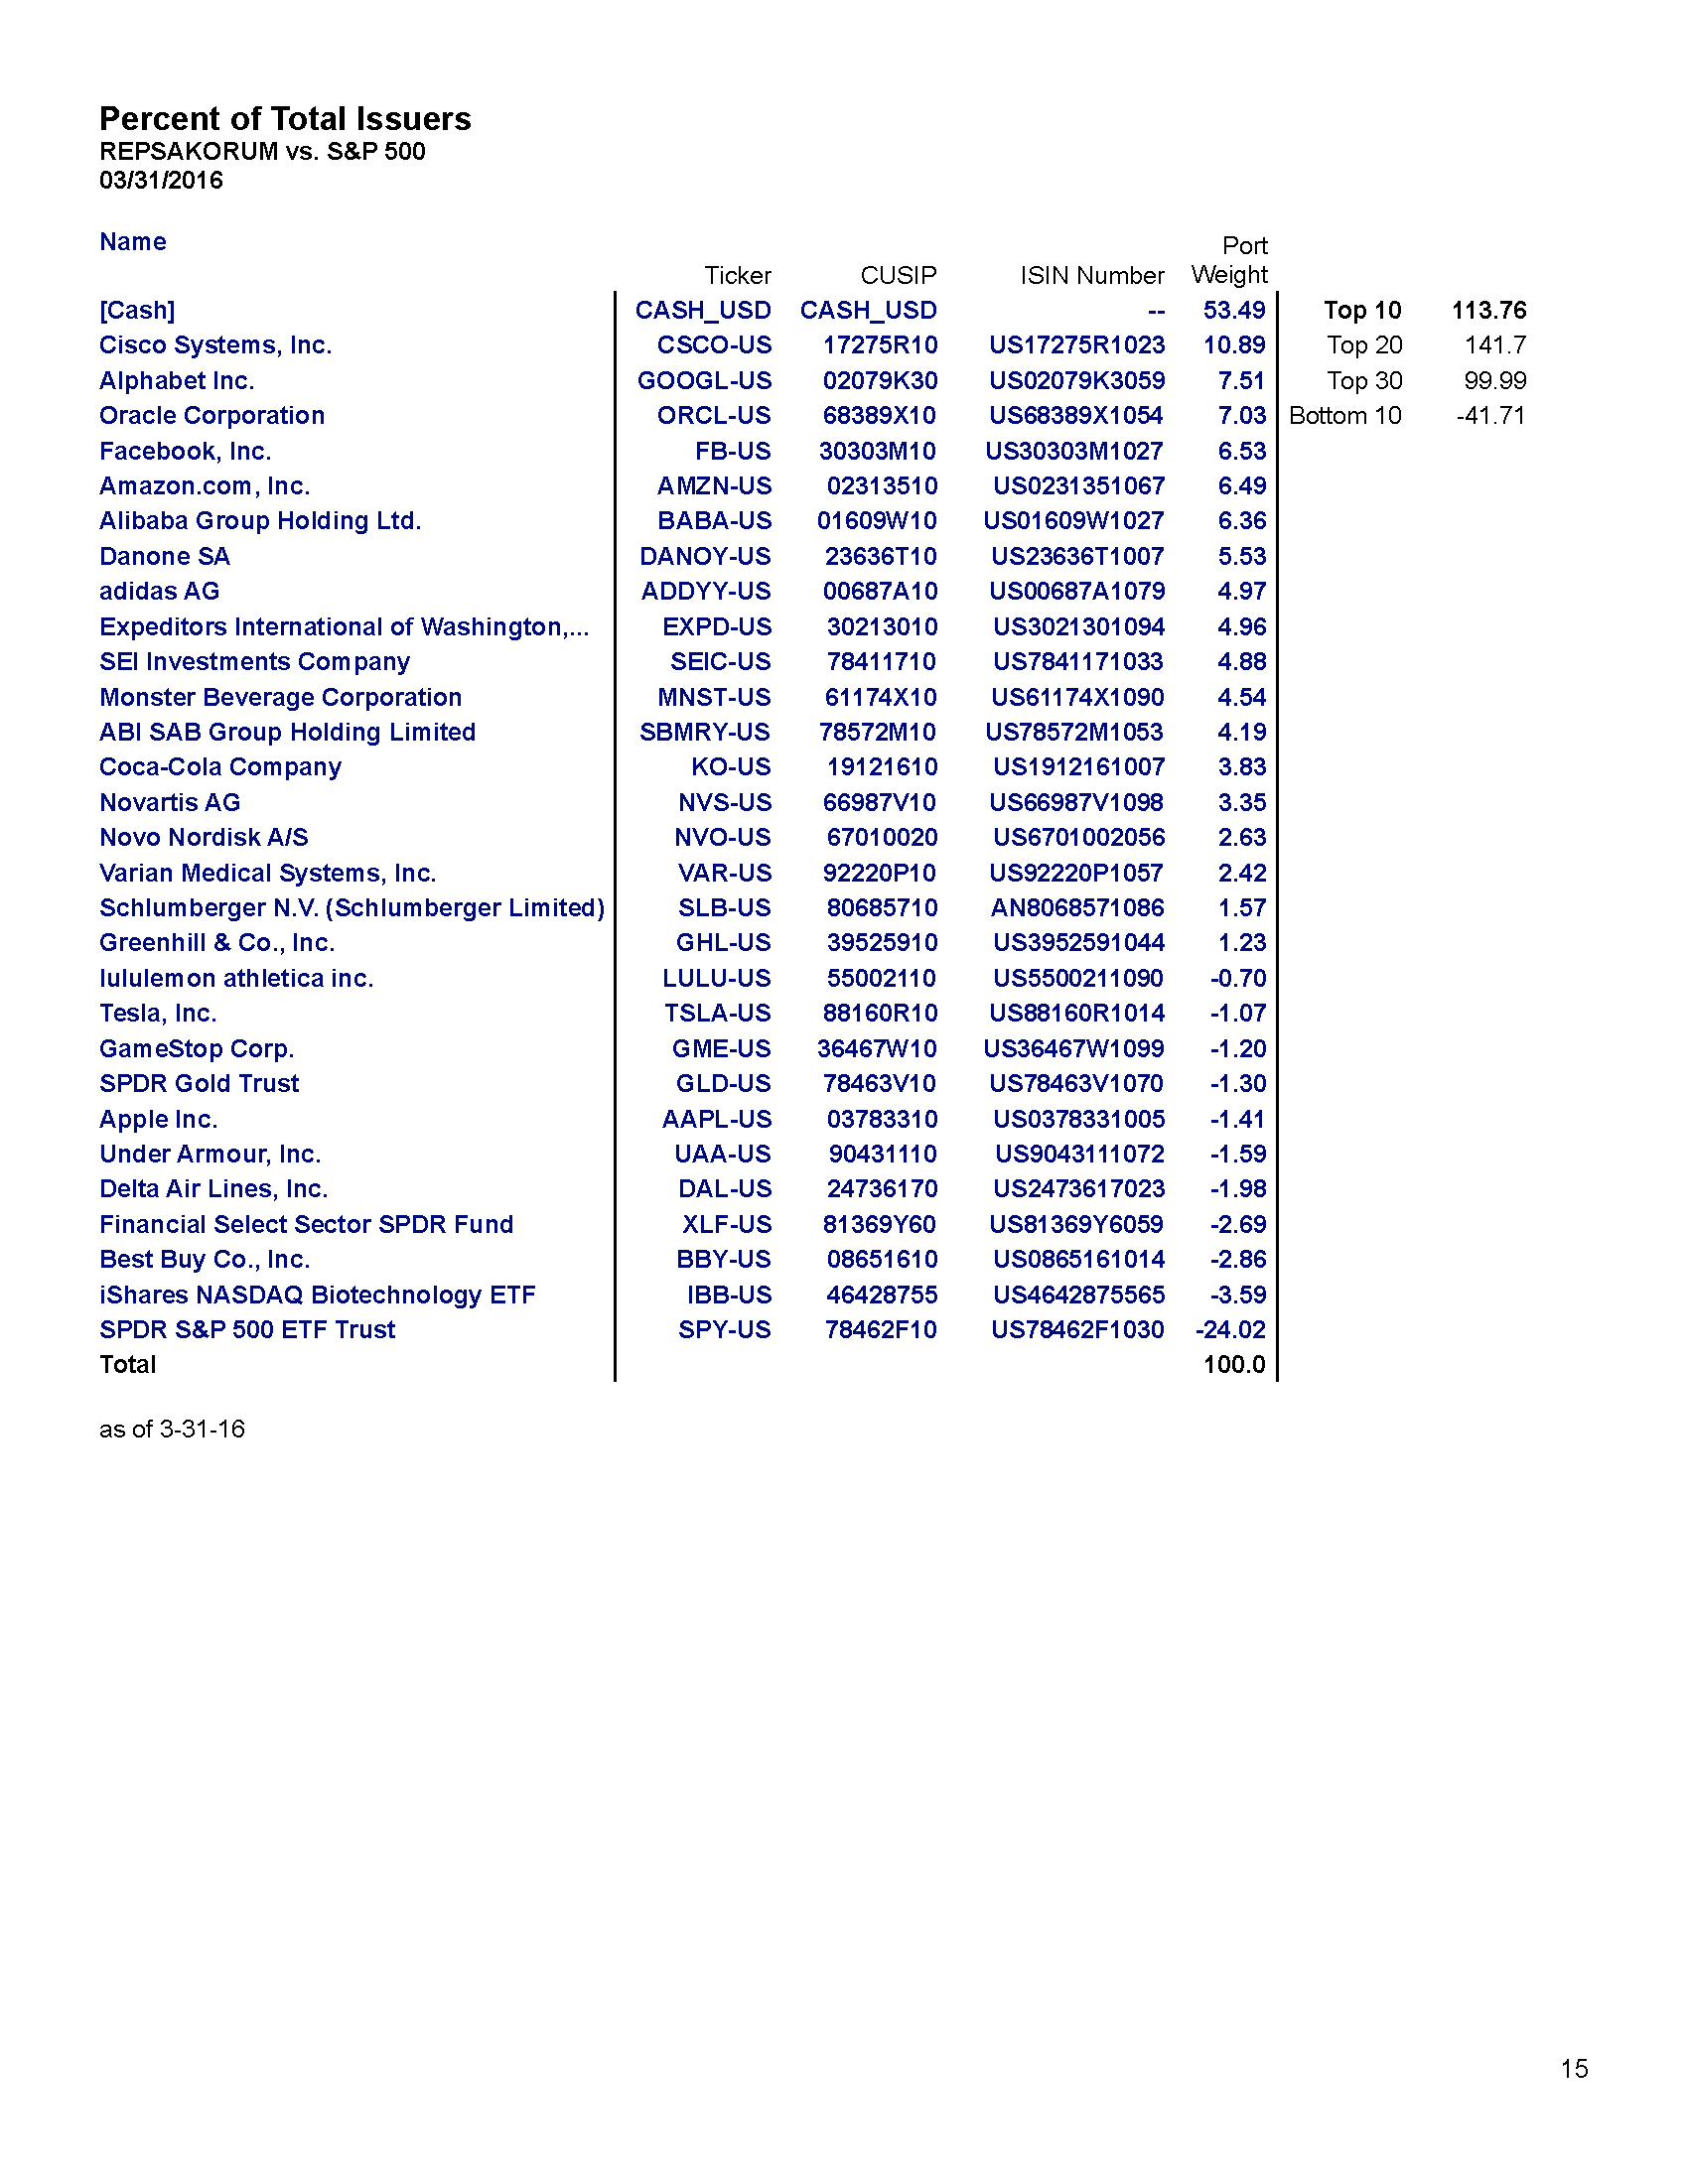 Percent of Total Issuers
REPSAKORUM vs. S&P 500
03/31/2016
Name Ticker CUSIP ISIN Number Port Weight
[Cash] CASH_USD CASH_USD -- 53.49 Top 10 113.76
Cisco Systems, Inc. CSCO-US 17275R10 US17275R1023 10.89 Top 20 141.7
Alphabet Inc. GOOGL-US 02079K30 US02079K3059 7.51 Top 30 99.99
Oracle Corporation ORCL-US 68389X10 US68389X1054 7.03 Bottom 10 -41.71
Facebook, Inc. FB-US 30303M10 US30303M1027 6.53
Amazon.com, Inc. AMZN-US 02313510 US0231351067 6.49
Alibaba Group Holding Ltd. BABA-US 01609W10 US01609W1027 6.36
Danone SA DANOY-US 23636T10 US23636T1007 5.53
adidas AG ADDYY-US 00687A10 US00687A1079 4.97
Expeditors International of Washington,... EXPD-US 30213010 US3021301094 4.96
SEI Investments Company SEIC-US 78411710 US7841171033 4.88
Monster Beverage Corporation MNST-US 61174X10 US61174X1090 4.54
ABI SAB Group Holding Limited SBMRY-US 78572M10 US78572M1053 4.19
Coca-Cola Company KO-US 19121610 US1912161007 3.83
Novartis AG NVS-US 66987V10 US66987V1098 3.35
Novo Nordisk A/S NVO-US 67010020 US6701002056 2.63
Varian Medical Systems, Inc. VAR-US 92220P10 US92220P1057 2.42
Schlumberger N.V. (Schlumberger Limited) SLB-US 80685710 AN8068571086 1.57
Greenhill & Co., Inc. GHL-US 39525910 US3952591044 1.23
lululemon athletica inc. LULU-US 55002110 US5500211090 -0.70
Tesla, Inc. TSLA-US 88160R10 US88160R1014 -1.07
GameStop Corp. GME-US 36467W10 US36467W1099 -1.20
SPDR Gold Trust GLD-US 78463V10 US78463V1070 -1.30
Apple Inc. AAPL-US 03783310 US0378331005 -1.41
Under Armour, Inc. UAA-US 90431110 US9043111072 -1.59
Delta Air Lines, Inc. DAL-US 24736170 US2473617023 -1.98
Financial Select Sector SPDR Fund XLF-US 81369Y60 US81369Y6059 -2.69
Best Buy Co., Inc. BBY-US 08651610 US0865161014 -2.86
iShares NASDAQ Biotechnology ETF IBB-US 46428755 US4642875565 -3.59
SPDR S&P 500 ETF Trust SPY-US 78462F10 US78462F1030 -24.02
Total 100.0
as of 3-31-16
15